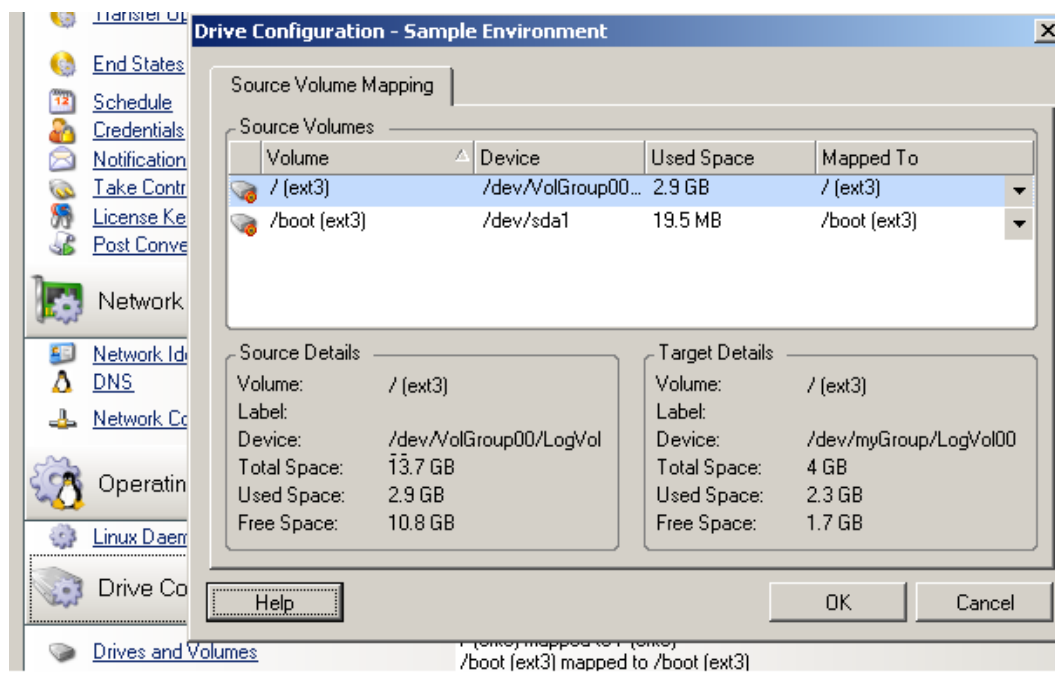 Drive Configuration - Sample Environment
End States
Schedule
Credentials
Notification
Take Contr
License Ke
Post Conve
Network
Network Ide
DNS
Network Co
Operatin
Linux Daem
Drive Co
Drives and Volumes
Source Volume Mapping
Source Volumes
Volume Device Used Space Mapped To
/ (ext3) /dev/VolGroup00... 2.9 GB / (ext3)
/boot (ext3) /dev/sda1 19.5 MB /boot (ext3)
Source Details
Volume: / (ext3)
Label:
Device: /dev/VolGroup00/LogVol
Total Space: 13.7 GB
Used Space: 2.9 GB
Free Space: 10.8 GB
Target Details
Volume: / (ext3)
Label:
Device: /dev/myGroup/LogVol00
Total Space: 4 GB
Used Space: 2.3 GB
Free Space: 1.7 GB
Help OK Cancel
/boot (ext3) mapped to /boot (ext3)